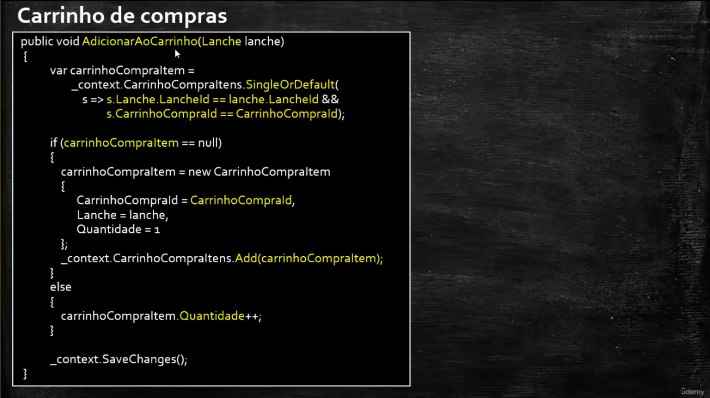 Carrinho de compras
public void AdicionarAoCarrinho(Lanche lanche)
{
var carrinhoCompraItem =
_context.CarrinhoCompraItens.SingleOrDefault(
s => s.Lanche.LancheId == lanche.LancheId &&
s.CarrinhoCompraId == CarrinhoCompraId);
if (carrinhoCompraItem == null)
{
carrinhoCompraItem = new CarrinhoCompraItem
{
CarrinhoCompraId = CarrinhoCompraId,
Lanche = lanche,
Quantidade = 1
};
_context.CarrinhoCompraItens.Add(carrinhoCompraItem);
}
else
{
carrinhoCompraItem.Quantidade++;
}
_context.SaveChanges();
}
ûdemy